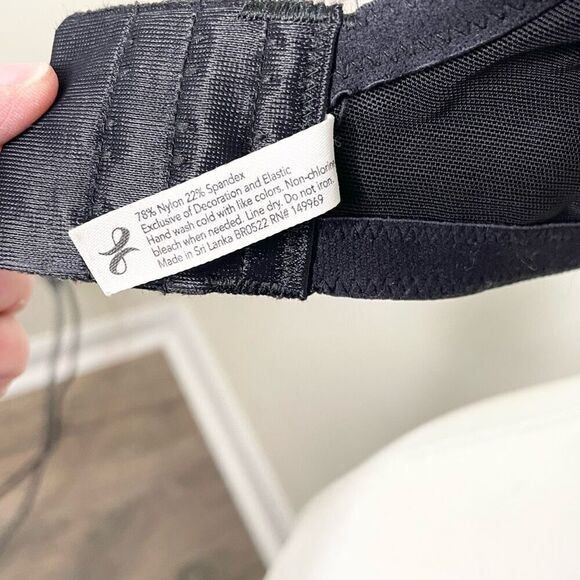 78% Nylon 22% Spandex
Exclusive of Decoration and Elastic
Hand wash cold with like colors. Non-chlorine
bleach when needed. Line dry. Do not iron.
Made in Sri Lanka BR0522 RN# 149969